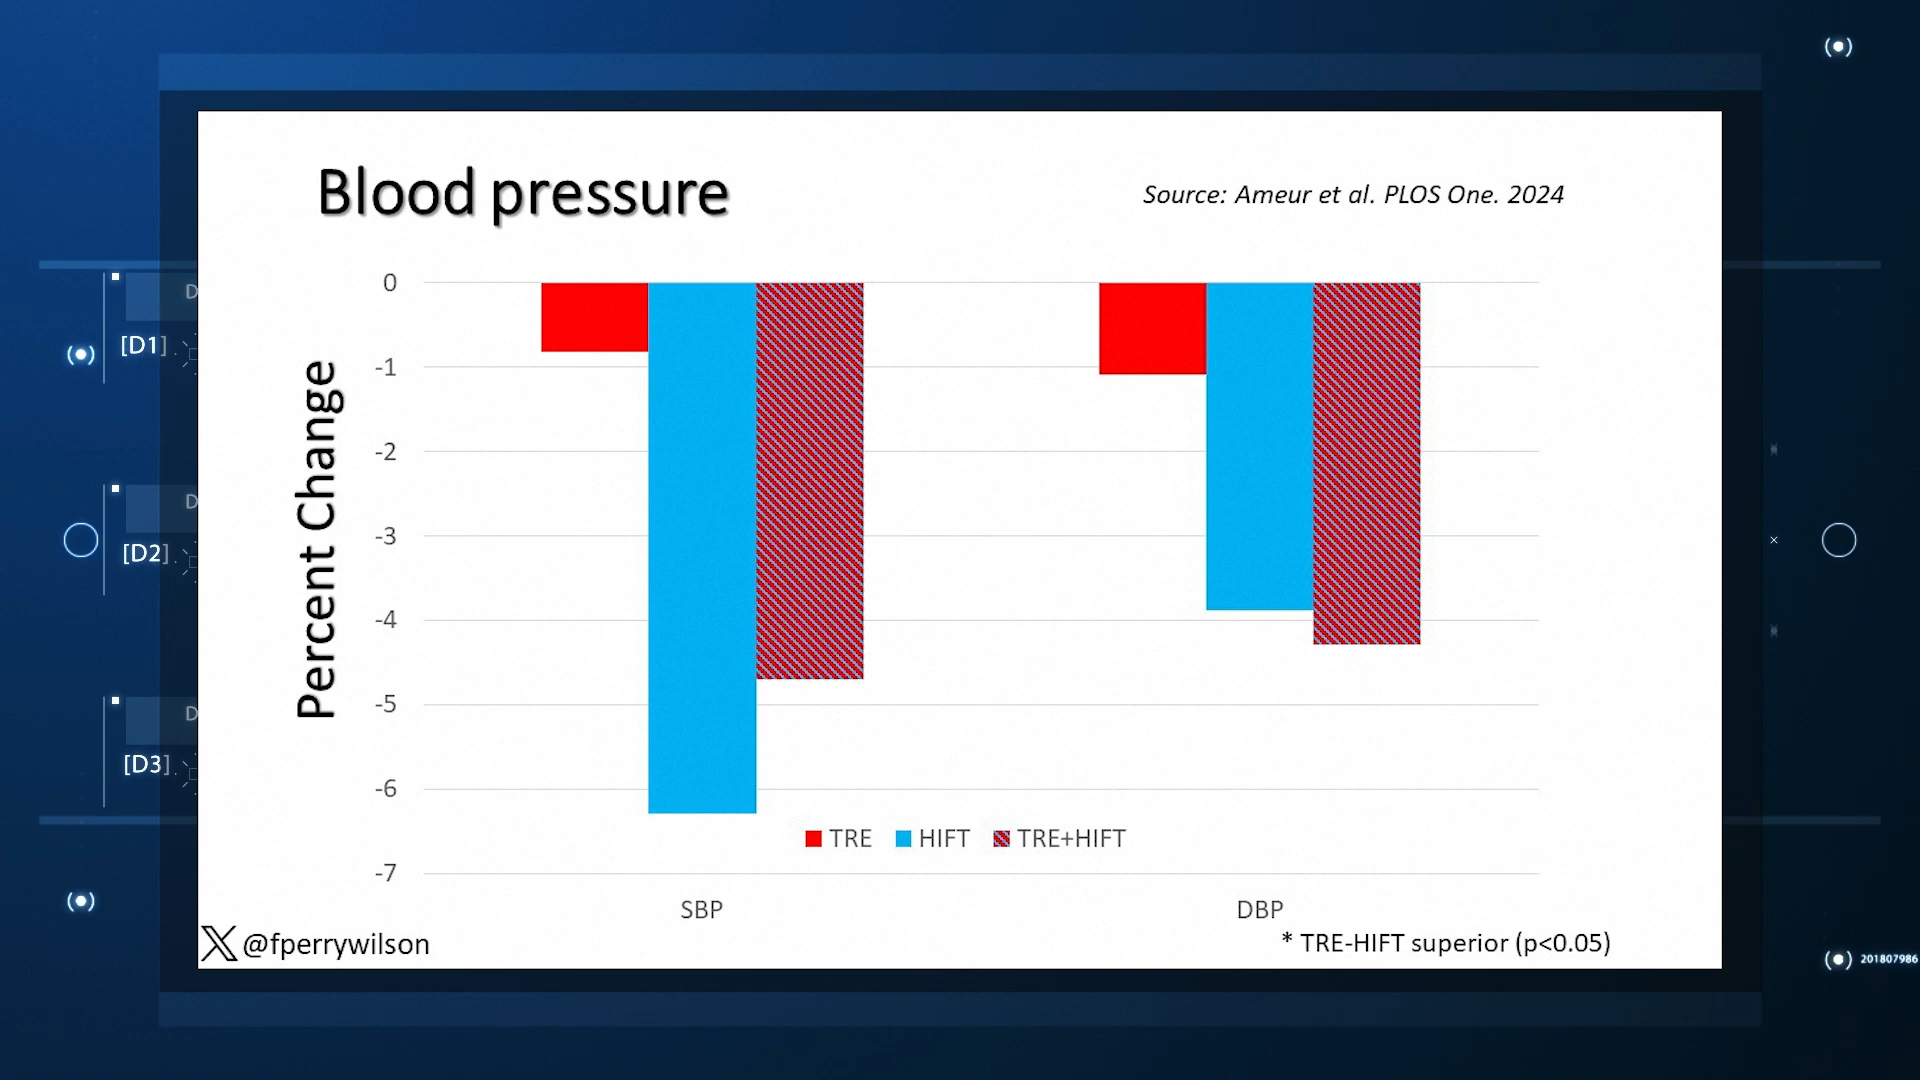 Blood pressure
Source: Ameur et al. PLOS One. 2024
Percent Change
0
-1
-2
-3
-4
-5
-6
-7
TRE HIFT TRE+HIFT
SBP DBP
@fperrywilson
* TRE-HIFT superior (p<0.05)
D
[D1]
D
[D2]
D
[D3]
201807986